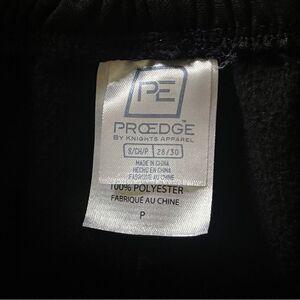 PE
PROEDGE™
BY KNIGHTS APPAREL
S/CH/P 28/30
MADE IN CHINA
HECHO EN CHINA
FABRIQUÉ AU CHINE
100% POLYESTER
FABRIQUÉ AU CHINE
P